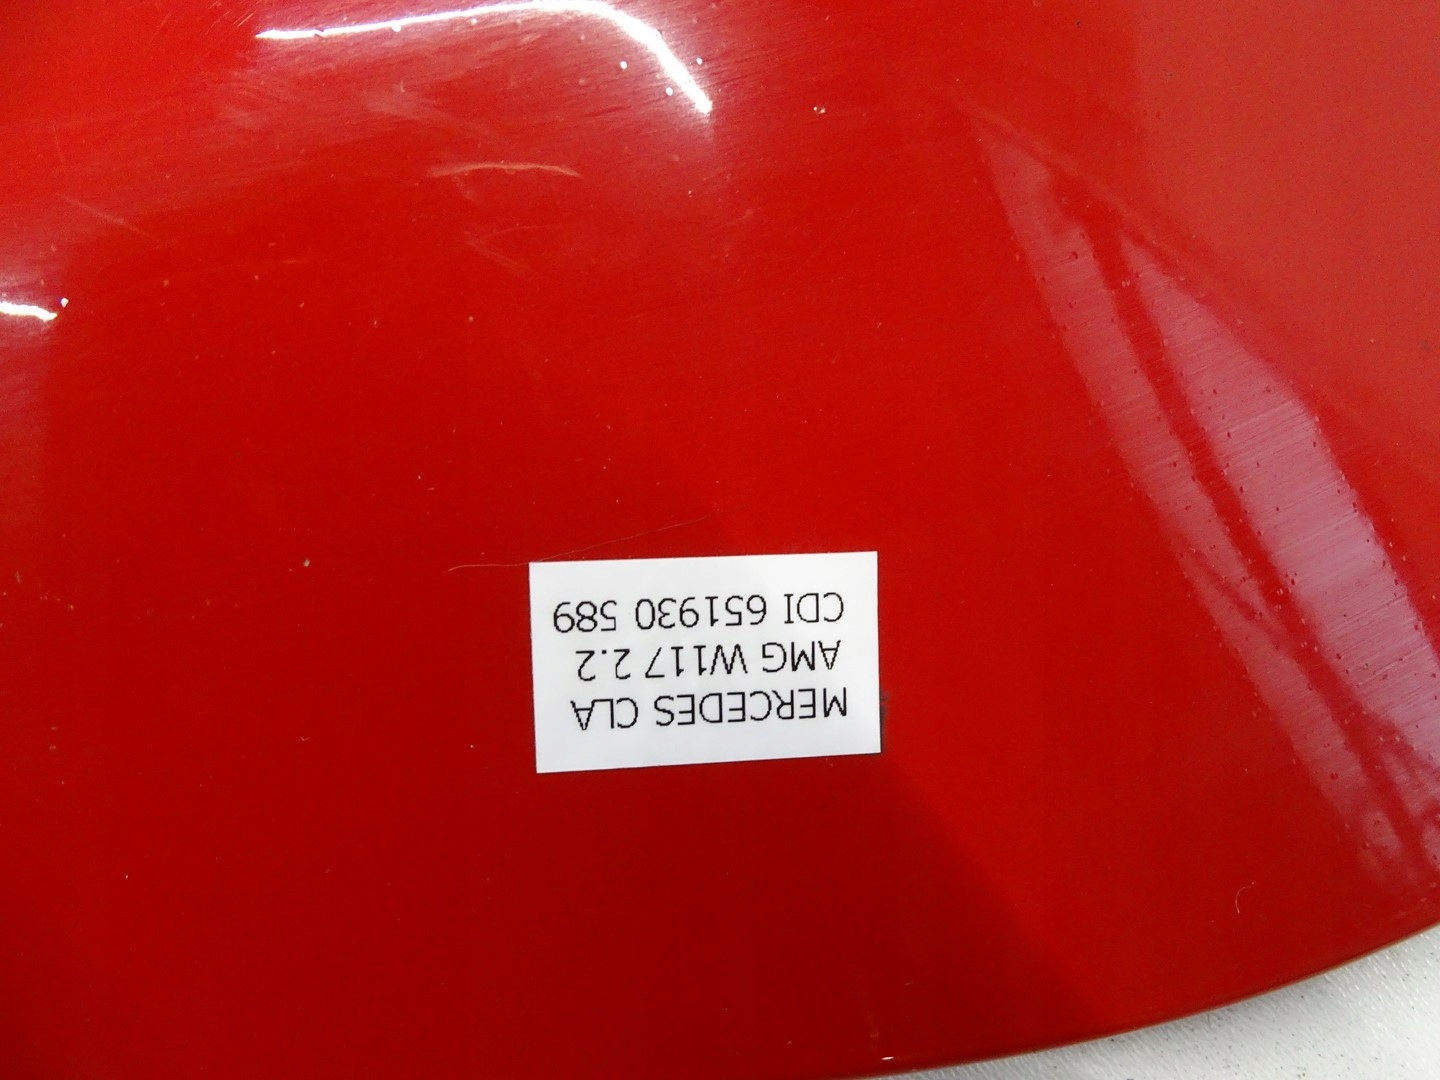 MERCEDES CLA
AMG W117 2.2
CDI 651930 589